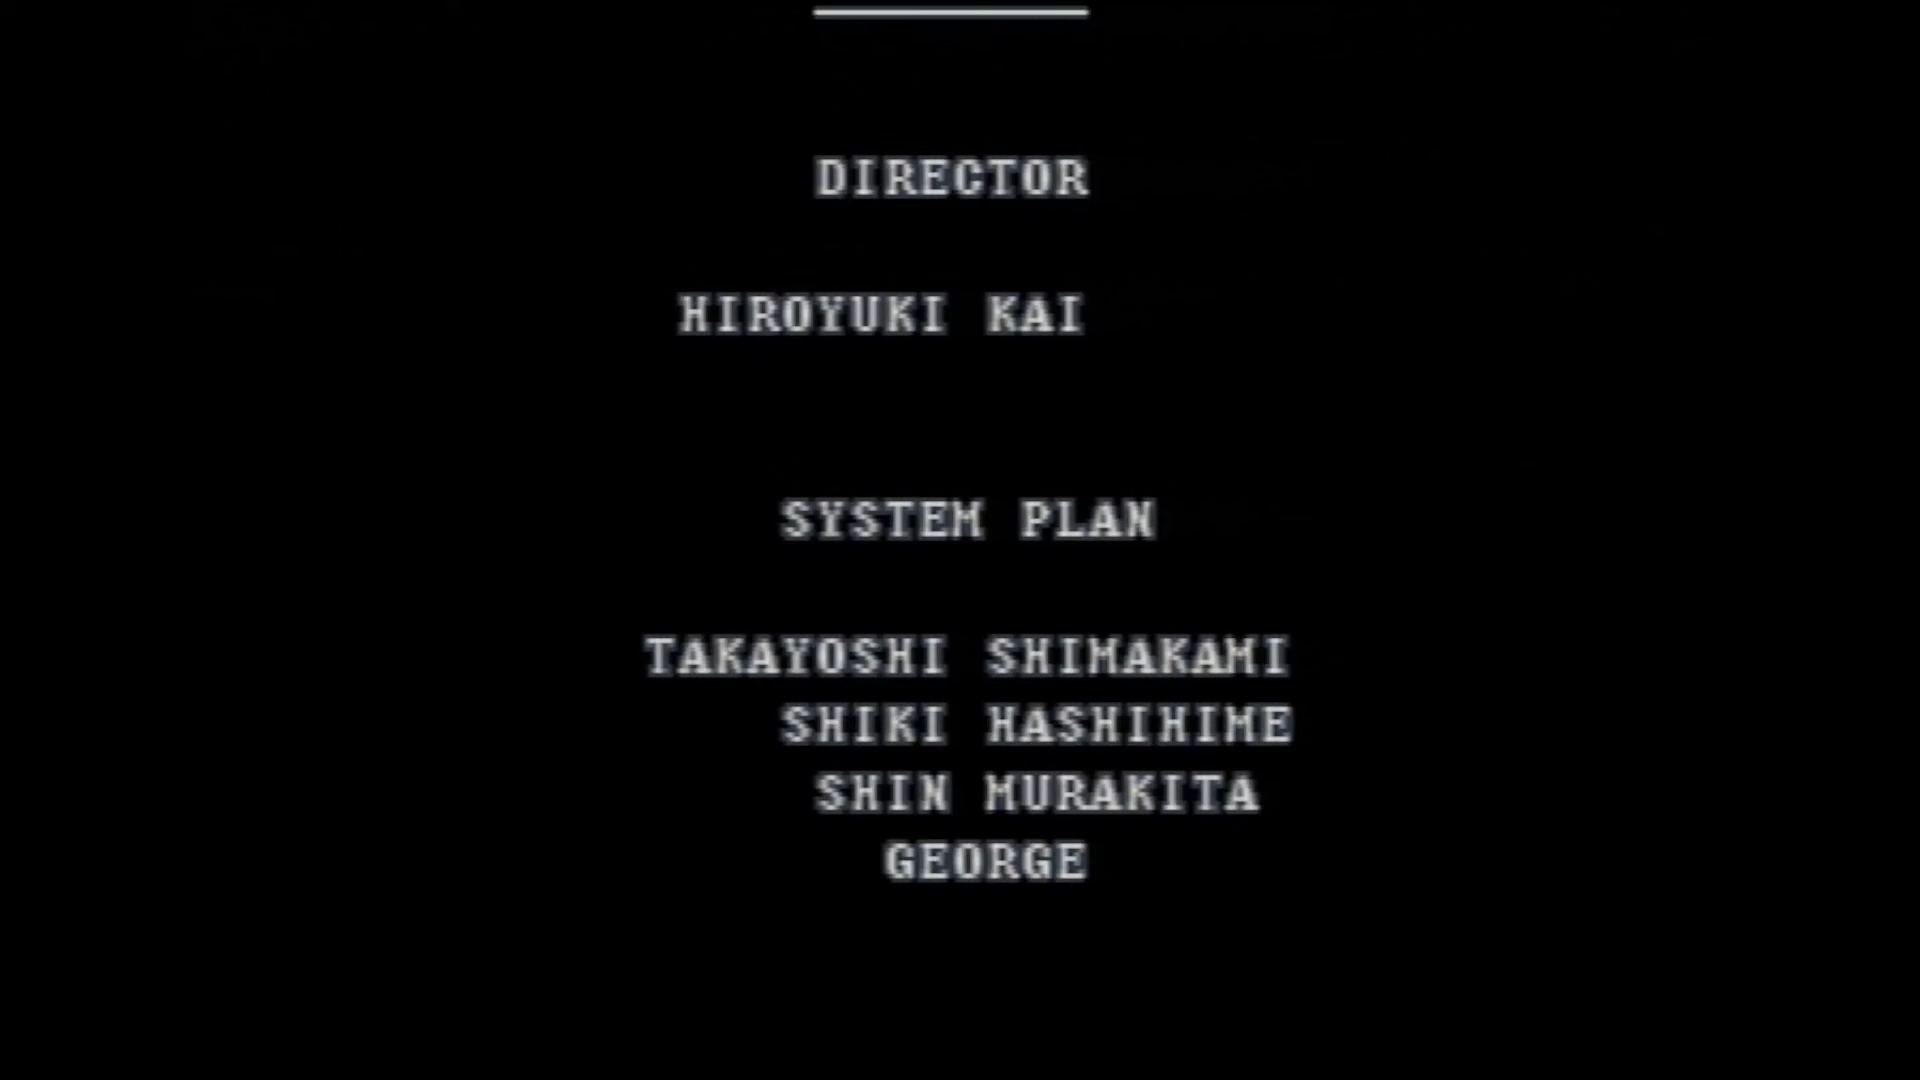 DIRECTOR
HIROYUKI KAI
SYSTEM PLAN
TAKAYOSHI SHIMAKAMI
SHIKI HASHIHIME
SHIN MURAKITA
GEORGE